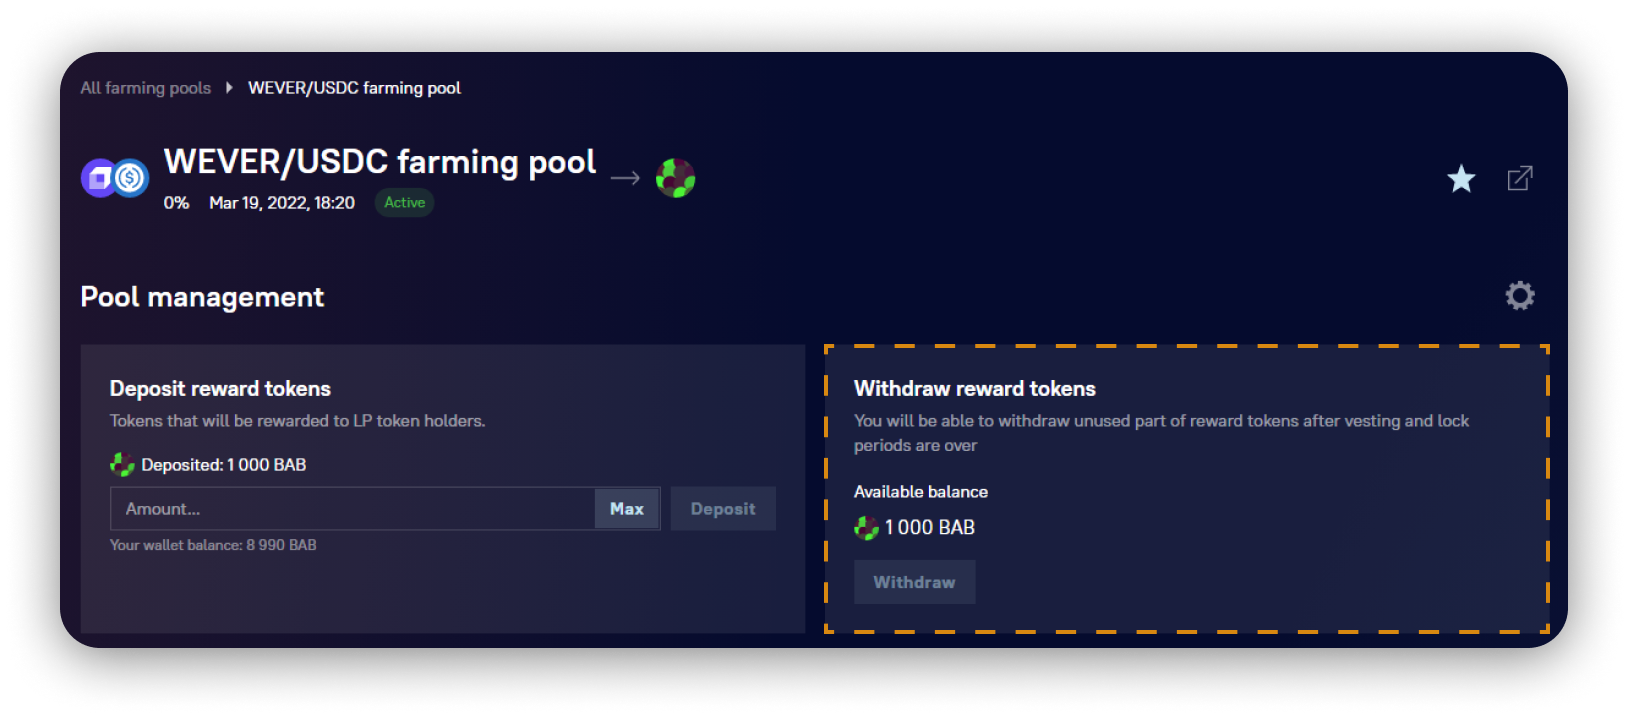 All farming pools WEVER/USDC farming pool
WEVER/USDC farming pool
0% Mar 19, 2022, 18:20 Active
Pool management
Deposit reward tokens
Tokens that will be rewarded to LP token holders.
Deposited: 1 000 BAB
Amount... Max Deposit
Your wallet balance: 8 990 BAB
Withdraw reward tokens
You will be able to withdraw unused part of reward tokens after vesting and lock
periods are over
Available balance
1 000 BAB
Withdraw